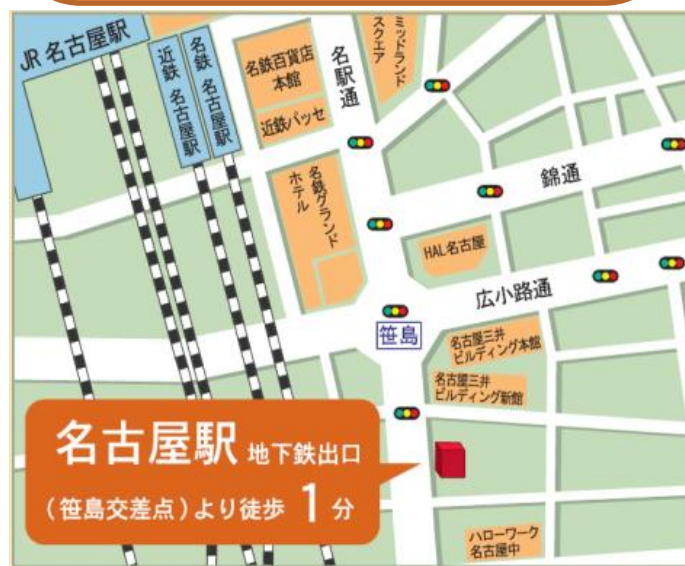 JR 名古屋駅
近鉄 名古屋駅
名鉄 名古屋駅
名鉄百貨店
本館
近鉄パッセ
名駅通
ミッドランド
スクエア
名鉄グランド
ホテル
錦通
HAL名古屋
広小路通
笹島
名古屋三井
ビルディング本館
名古屋三井
ビルディング新館
名古屋駅 地下鉄出口
(笹島交差点)より徒歩 1 分
ハローワーク
名古屋中